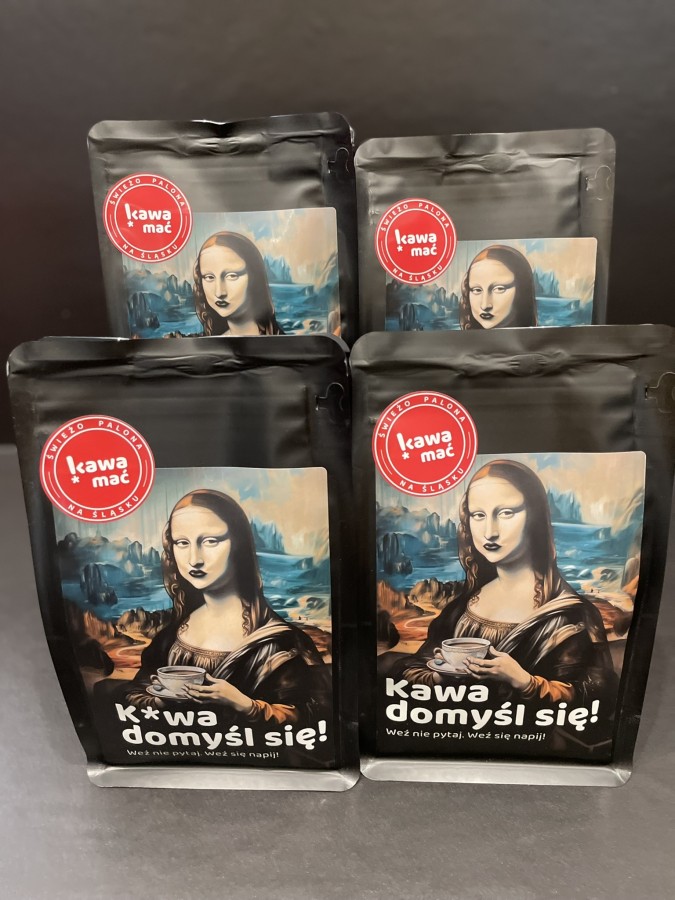 ŚWIEŻO PALONA
!kawa
* mać
NA ŚLĄSKU
ŚWIEŻO PALONA
!kawa
* mać
NA ŚLĄSKU
ŚWIEŻO PALONA
!kawa
* mać
NA ŚLĄSKU
K*wa
domyśl się!
Weź nie pytaj. Weź się napij!
ŚWIEŻO PALONA
!kawa
* mać
NA ŚLĄSKU
Kawa
domyśl się!
Weź nie pytaj. Weź się napij!